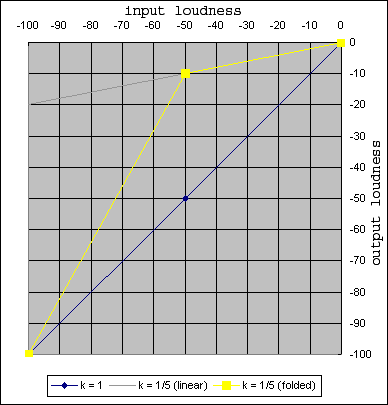 input loudness
-100 -90 -80 -70 -60 -50 -40 -30 -20 -10 0
0
-10
-20
-30
-40
-50
-60
-70
-80
-90
-100
output loudness
k = 1 k = 1/5 (linear) k = 1/5 (folded)